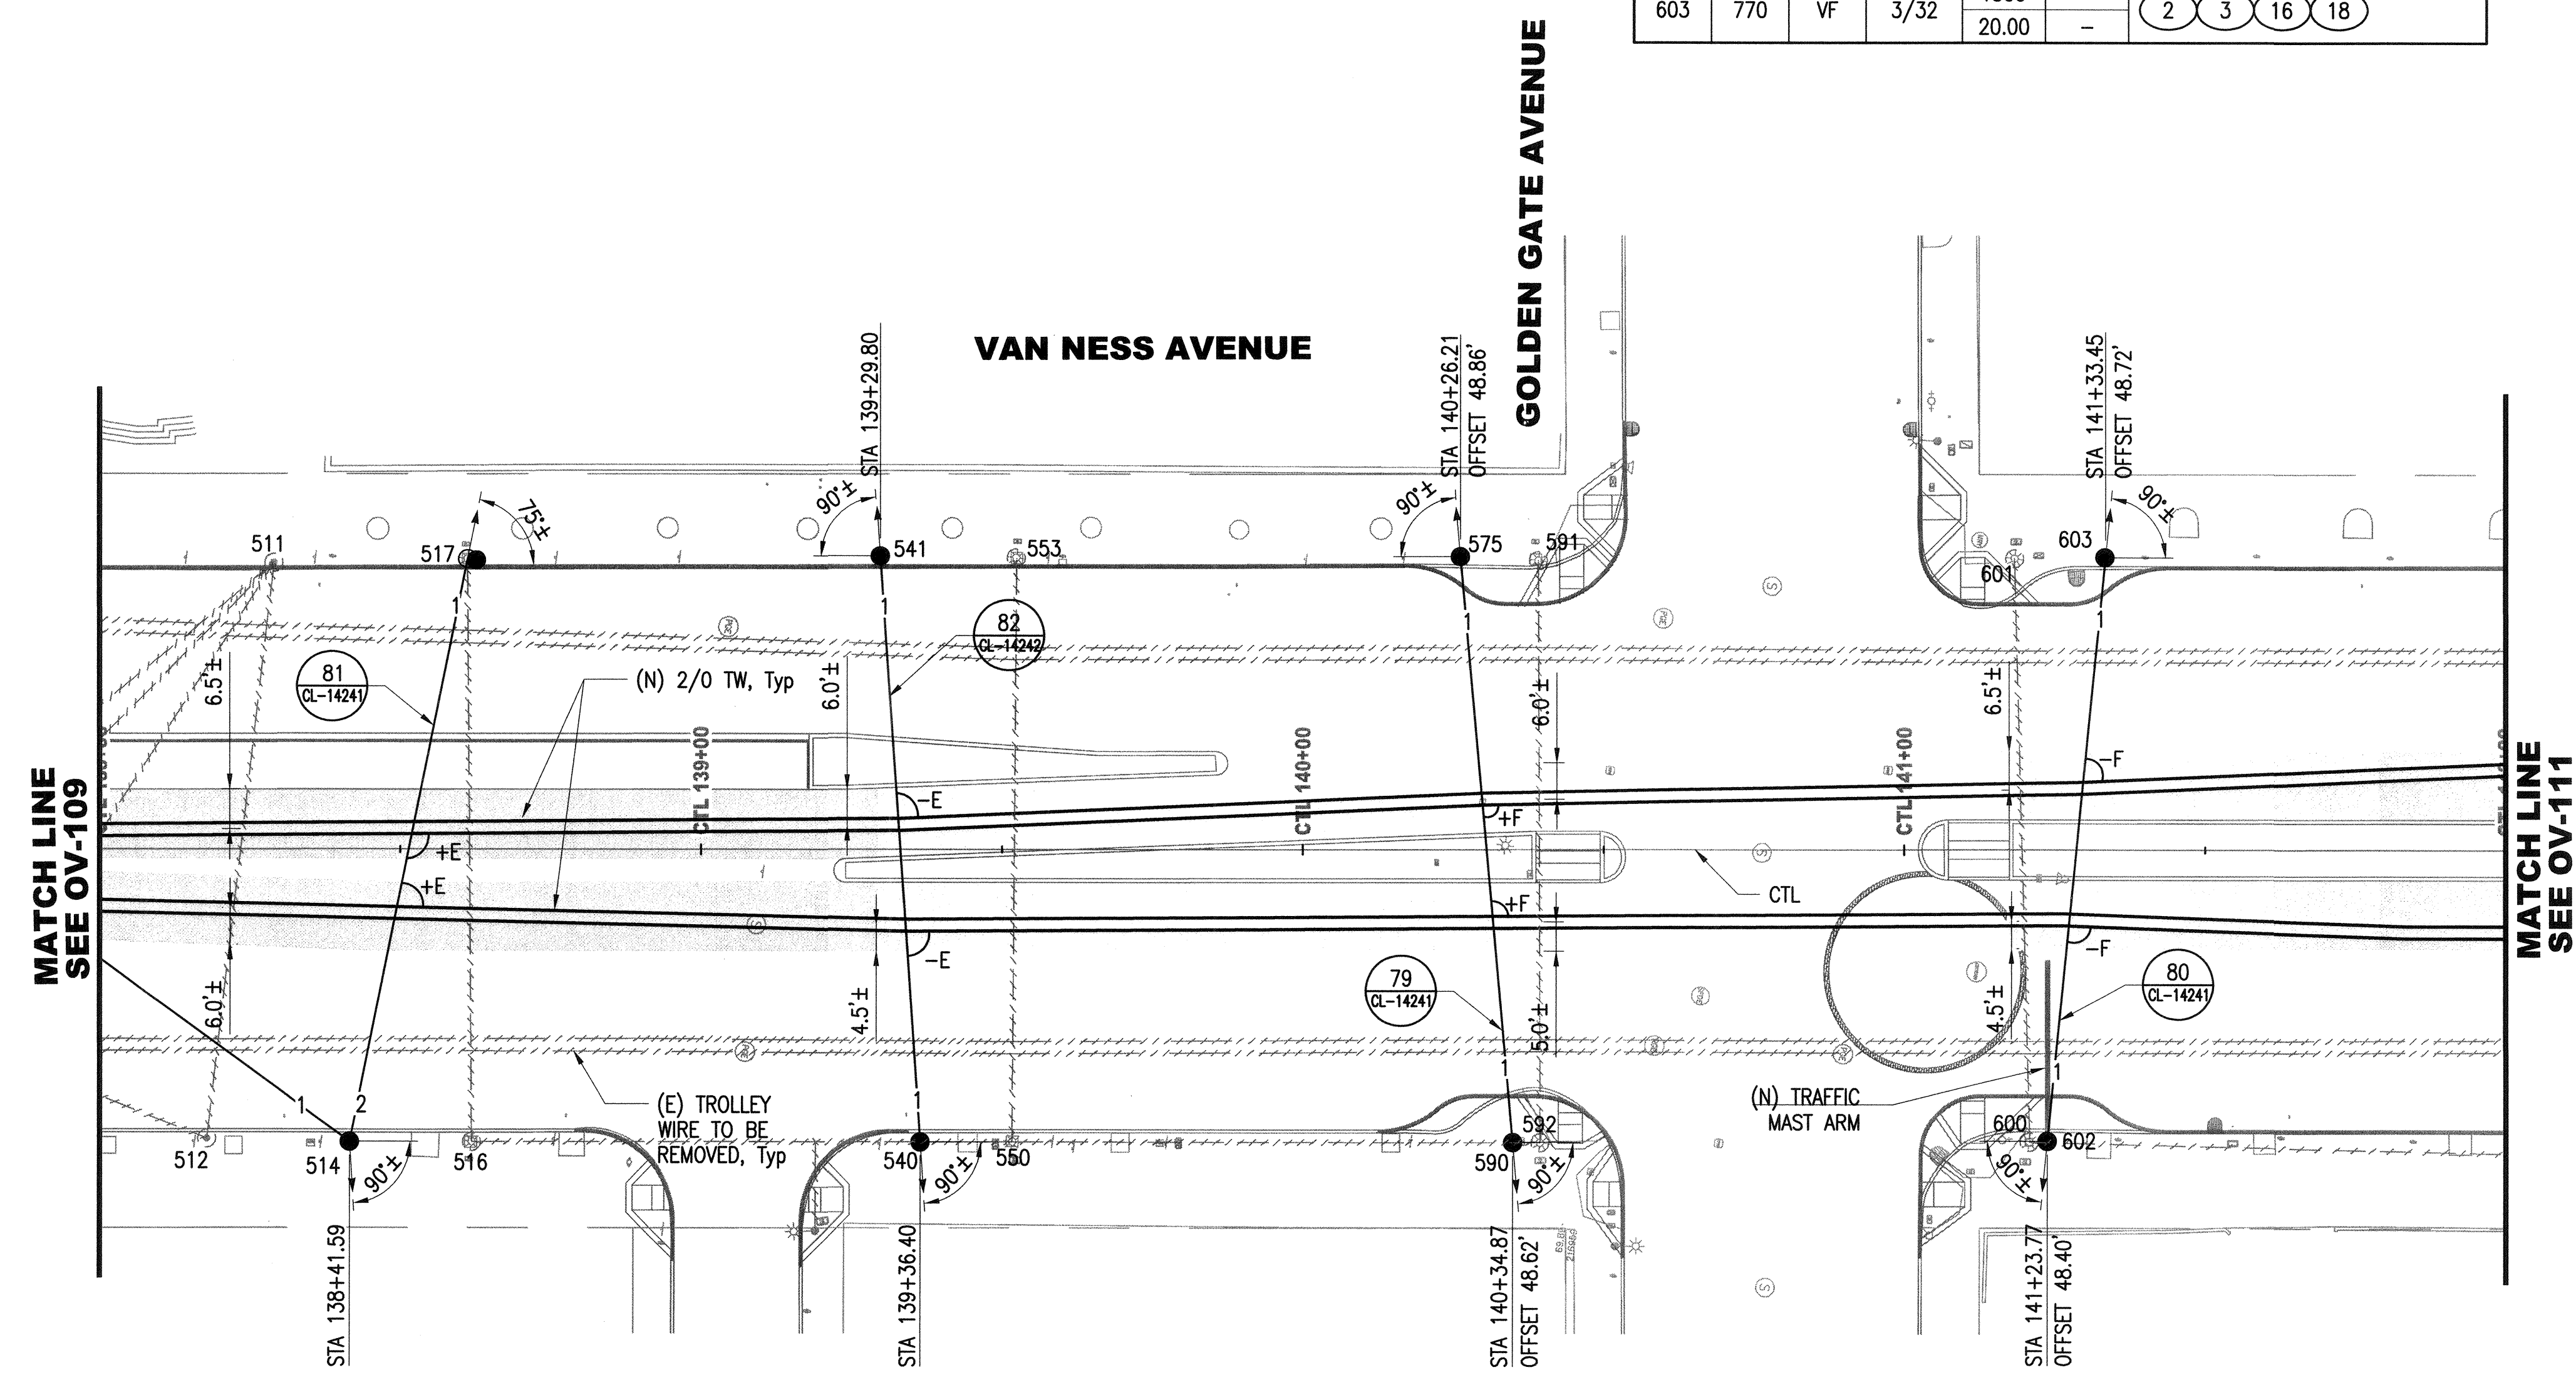 603 770 VF 3/32
20.00 –
2 3 16 18
GOLDEN GATE AVENUE
VAN NESS AVENUE
STA 139+29.80
STA 140+26.21
OFFSET 48.86'
STA 141+33.45
OFFSET 48.72'
75°±
90°±
90°±
90°±
511
517
541
553
575
591
601
603
1
1
1
1
82
CL-14242
81
CL-14241
6.5'±
(N) 2/0 TW, Typ
6.0'±
6.0'±
6.5'±
CTL 139+00
CTL 140+00
CTL 141+00
-E
+F
-F
+E
+E
+F
-E
-F
CTL
MATCH LINE
SEE OV-109
MATCH LINE
SEE OV-111
6.0'±
4.5'±
5.0'±
4.5'±
79
CL-14241
80
CL-14241
(E) TROLLEY
WIRE TO BE
REMOVED, Typ
(N) TRAFFIC
MAST ARM
1
2
1
1
1
512
514
516
540
550
590
592
600
602
90°±
90°±
90°±
90°±
STA 138+41.59
STA 139+36.40
STA 140+34.87
OFFSET 48.62'
STA 141+23.77
OFFSET 48.40'